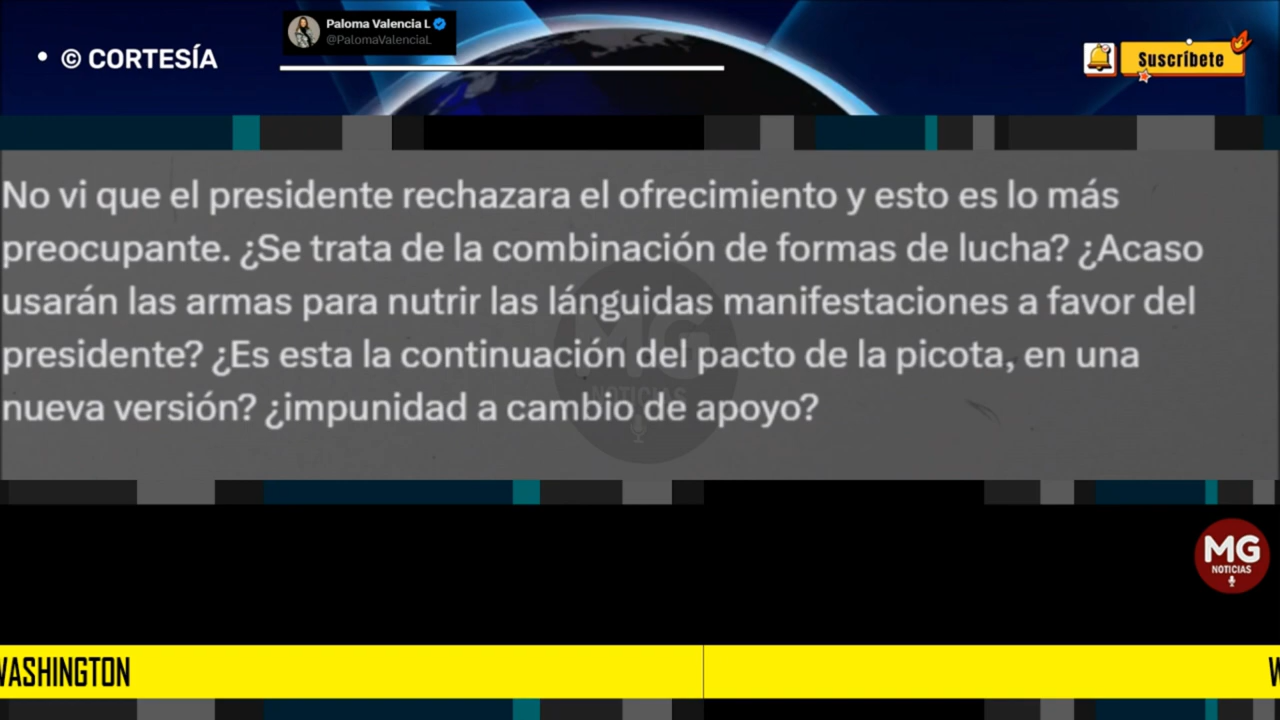 Paloma Valencia L
@PalomaValenciaL
• © CORTESÍA
Suscríbete
No vi que el presidente rechazara el ofrecimiento y esto es lo más
preocupante. ¿Se trata de la combinación de formas de lucha? ¿Acaso
usarán las armas para nutrir las lánguidas manifestaciones a favor del
presidente? ¿Es esta la continuación del pacto de la picota, en una
nueva versión? ¿impunidad a cambio de apoyo?
MG
NOTICIAS
MG
NOTICIAS
WASHINGTON